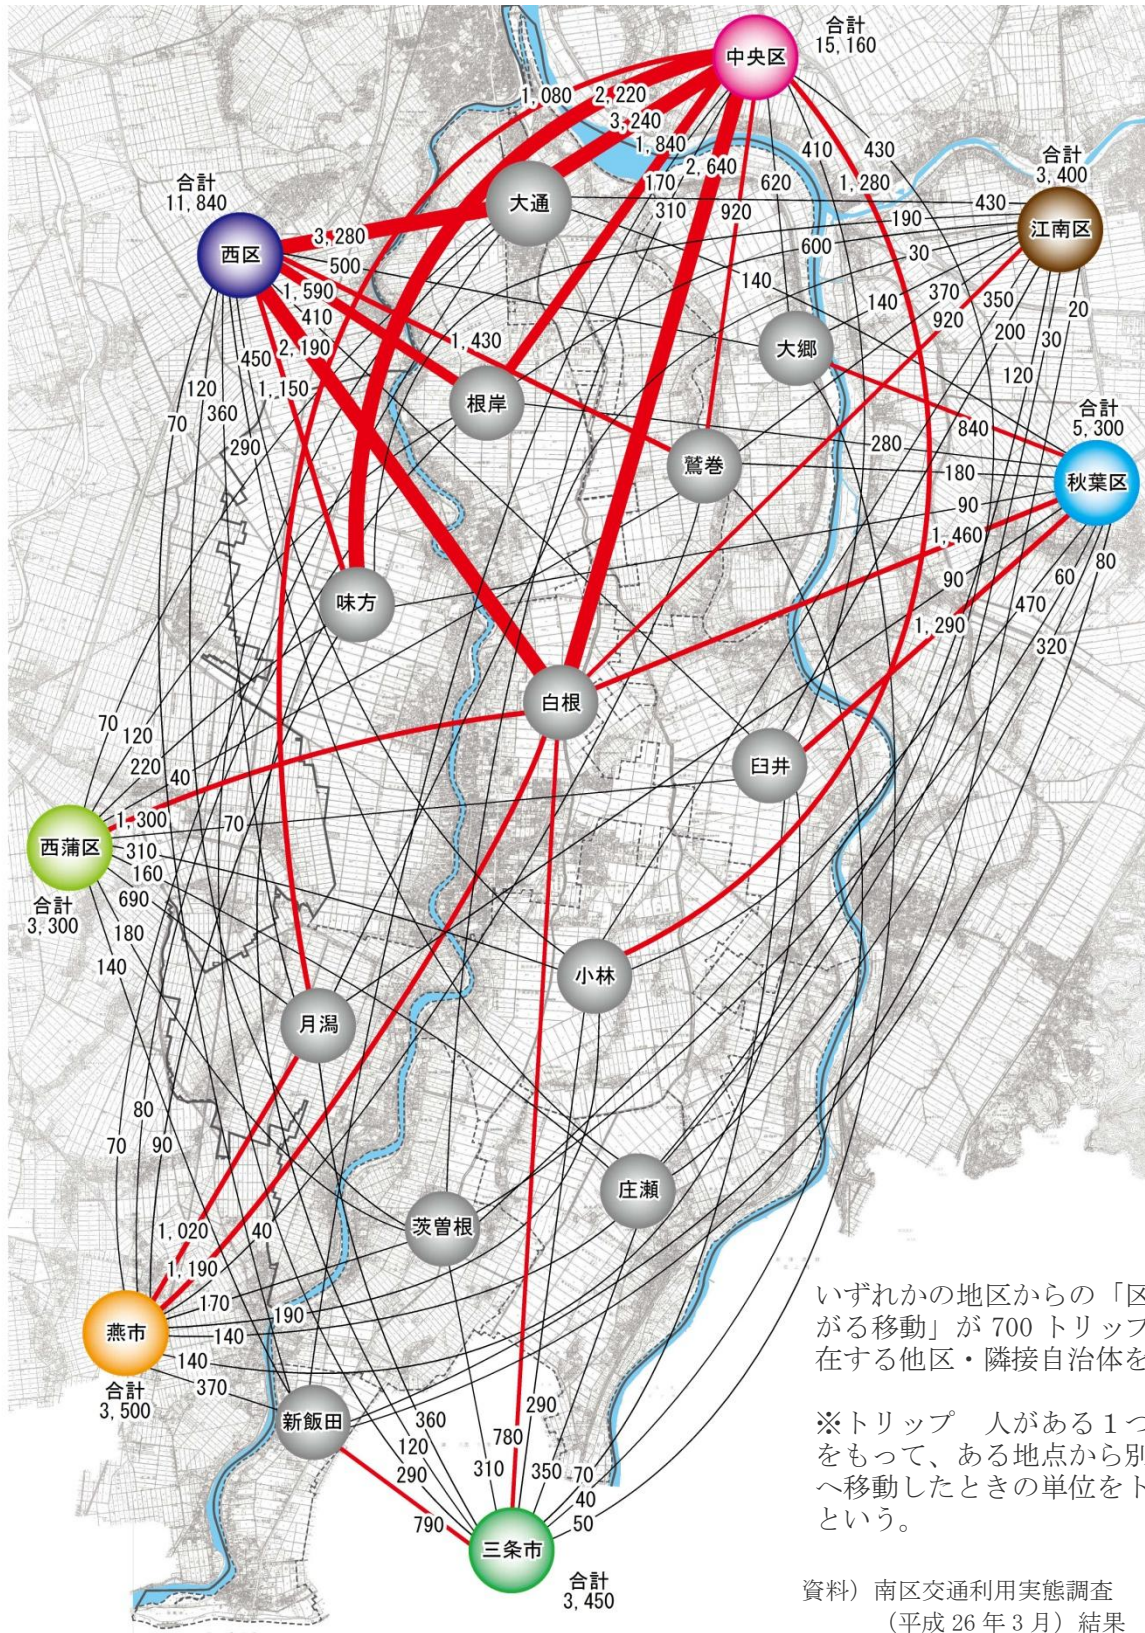 合計
15,160
中央区
1,080
2,220
3,240
1,840
2,640
170
310
920
620
410
430
1,280
合計
3,400
江南区
430
190
600
30
合計
11,840
西区
大通
3,280
500
1,590
410
2,190
450
1,150
1,430
140
140
370
920
350
200
120
30
20
大郷
120
70
360
290
根岸
鷲巻
合計
5,300
秋葉区
840
280
180
90
1,460
90
1,290
470
60
80
320
味方
白根
臼井
70
120
220
40
1,300
310
160
690
180
140
70
西蒲区
合計
3,300
小林
月潟
80
70
90
1,020
1,190
40
170
190
140
140
370
茨曽根
庄瀬
燕市
合計
3,500
新飯田
360
120
290
790
310
780
290
350
70
40
50
三条市
合計
3,450
いずれかの地区からの「区
がる移動」が 700 トリップ
在する他区・隣接自治体を
※トリップ 人がある1つ
をもって、ある地点から別
へ移動したときの単位をト
という。
資料）南区交通利用実態調査
（平成 26 年 3 月）結果